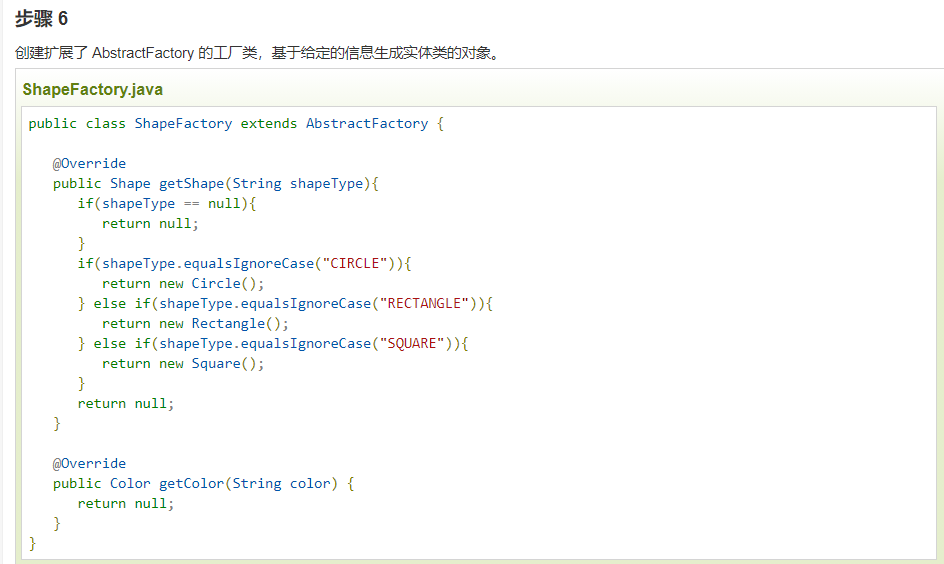 步骤 6
创建扩展了 AbstractFactory 的工厂类，基于给定的信息生成实体类的对象。
ShapeFactory.java
public class ShapeFactory extends AbstractFactory {
@Override
public Shape getShape(String shapeType){
if(shapeType == null){
return null;
}
if(shapeType.equalsIgnoreCase("CIRCLE")){
return new Circle();
} else if(shapeType.equalsIgnoreCase("RECTANGLE")){
return new Rectangle();
} else if(shapeType.equalsIgnoreCase("SQUARE")){
return new Square();
}
return null;
}
@Override
public Color getColor(String color) {
return null;
}
}